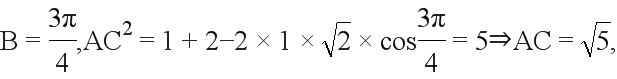 B = 3π/4, AC² = 1 + 2−2 × 1 × √2 × cos 3π/4 = 5⇒AC = √5,